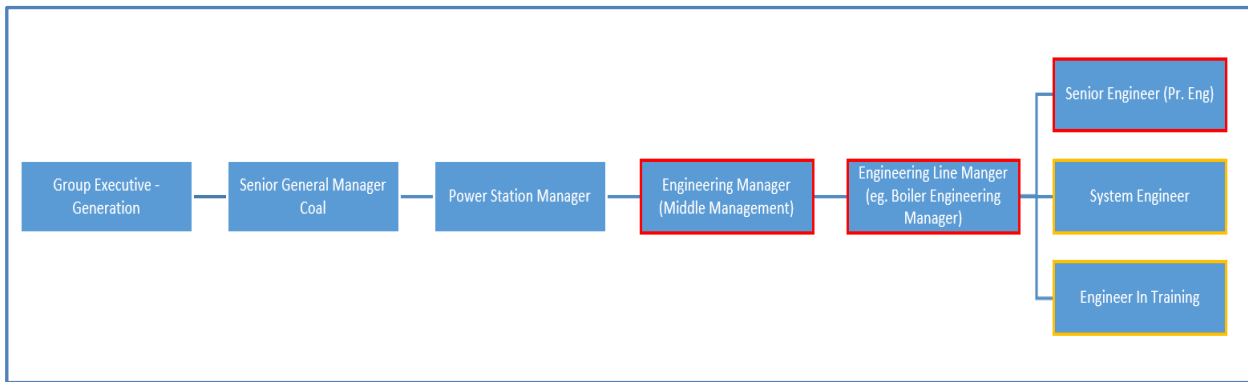 Group Executive -
Generation
Senior General Manager
Coal
Power Station Manager
Engineering Manager
(Middle Management)
Engineering Line Manger
(eg. Boiler Engineering
Manager)
Senior Engineer (Pr. Eng)
System Engineer
Engineer In Training